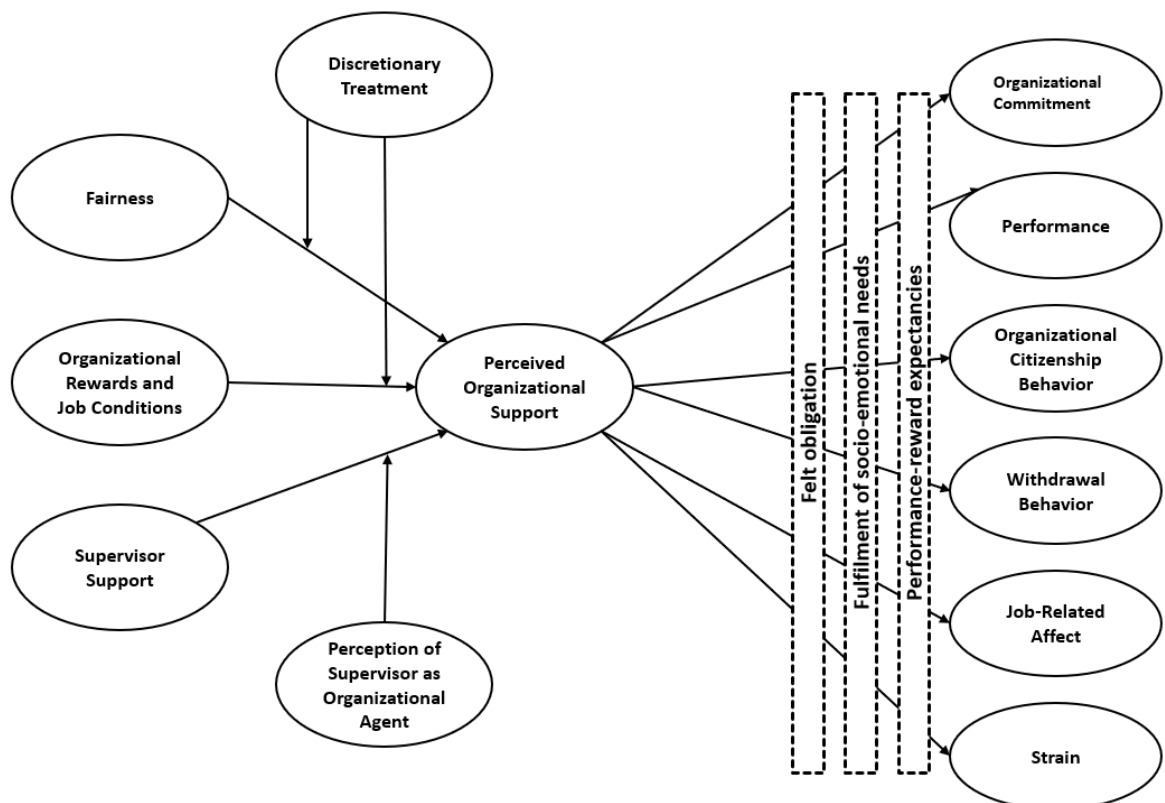 Discretionary
Treatment
Fairness
Organizational
Rewards and
Job Conditions
Supervisor
Support
Perception of
Supervisor as
Organizational
Agent
Perceived
Organizational
Support
Felt obligation
Fulfilment of socio-emotional needs
Performance-reward expectancies
Organizational
Commitment
Performance
Organizational
Citizenship
Behavior
Withdrawal
Behavior
Job-Related
Affect
Strain